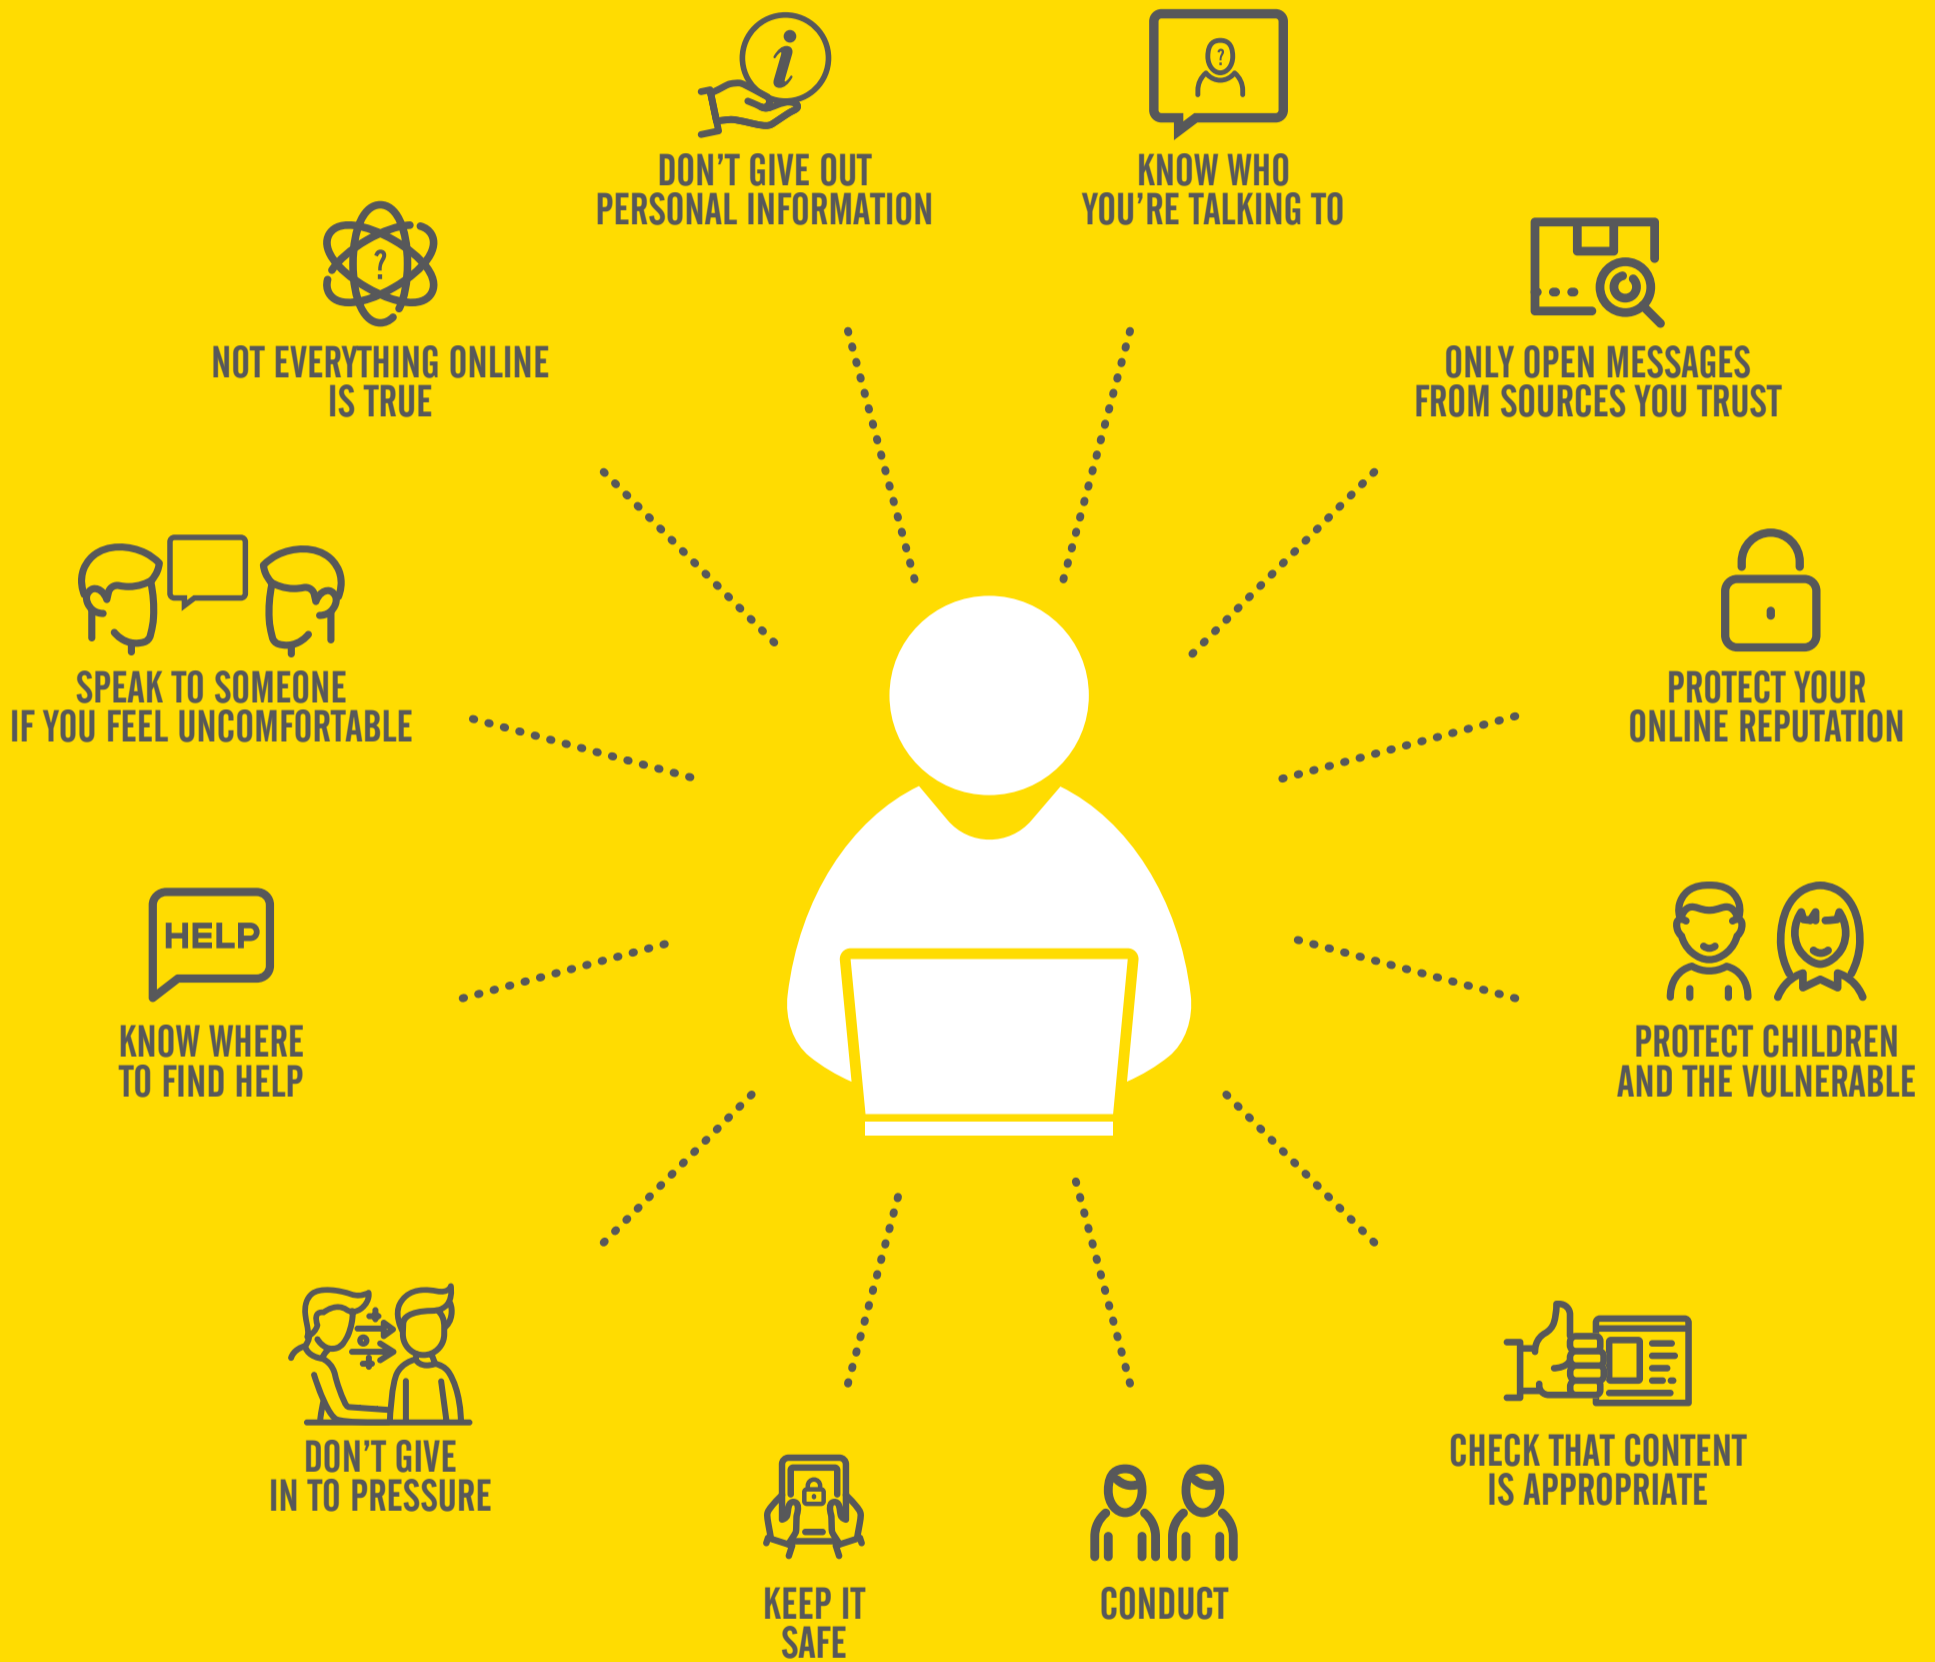 i
?
DON'T GIVE OUT
PERSONAL INFORMATION
KNOW WHO
YOU'RE TALKING TO
?
NOT EVERYTHING ONLINE
IS TRUE
ONLY OPEN MESSAGES
FROM SOURCES YOU TRUST
SPEAK TO SOMEONE
IF YOU FEEL UNCOMFORTABLE
PROTECT YOUR
ONLINE REPUTATION
HELP
KNOW WHERE
TO FIND HELP
PROTECT CHILDREN
AND THE VULNERABLE
DON'T GIVE
IN TO PRESSURE
CHECK THAT CONTENT
IS APPROPRIATE
KEEP IT
SAFE
CONDUCT